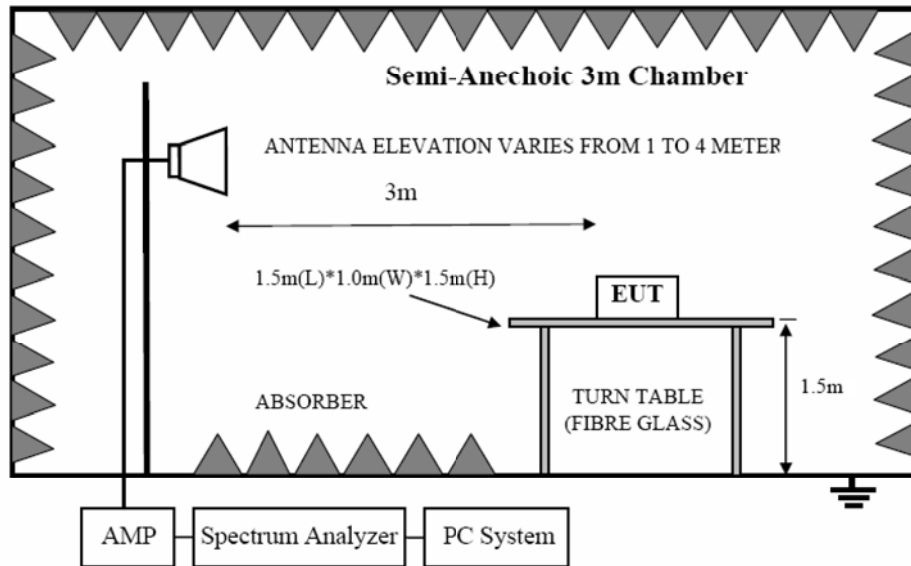 Semi-Anechoic 3m Chamber
ANTENNA ELEVATION VARIES FROM 1 TO 4 METER
3m
1.5m(L)*1.0m(W)*1.5m(H)
EUT
1.5m
ABSORBER
TURN TABLE
(FIBRE GLASS)
AMP
Spectrum Analyzer
PC System